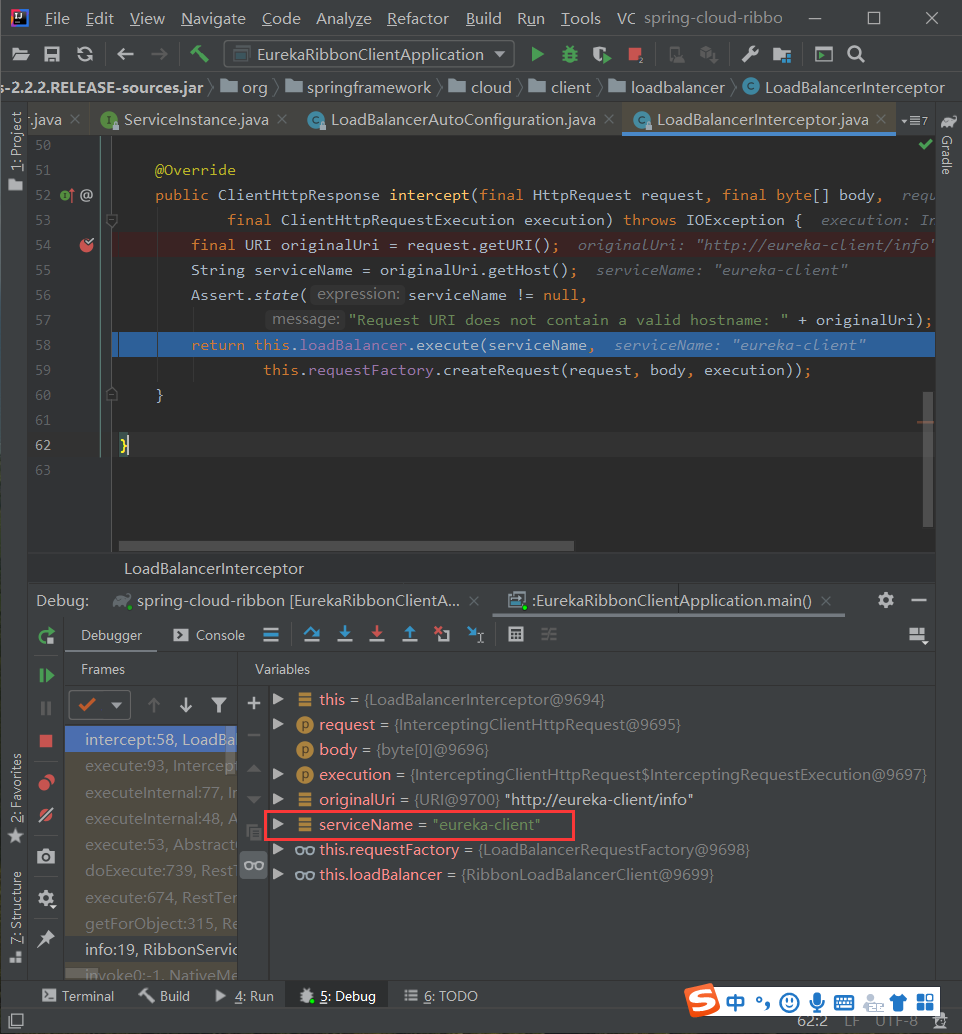 File Edit View Navigate Code Analyze Refactor Build Run Tools VC spring-cloud-ribbo
EurekaRibbonClientApplication
s-2.2.2.RELEASE-sources.jar org springframework cloud client loadbalancer LoadBalancerInterceptor
1: Project
.java ServiceInstance.java LoadBalancerAutoConfiguration.java LoadBalancerInterceptor.java 7
Gradle
50
51 @Override
52 @ public ClientHttpResponse intercept(final HttpRequest request, final byte[] body, requ
53 final ClientHttpRequestExecution execution) throws IOException { execution: In
54 final URI originalUri = request.getURI(); originalUri: "http://eureka-client/info"
55 String serviceName = originalUri.getHost(); serviceName: "eureka-client"
56 Assert.state( expression: serviceName != null,
57 message: "Request URI does not contain a valid hostname: " + originalUri);
58 return this.loadBalancer.execute(serviceName, serviceName: "eureka-client"
59 this.requestFactory.createRequest(request, body, execution));
60 }
61
62 }
63
LoadBalancerInterceptor
Debug: spring-cloud-ribbon [EurekaRibbonClientA... :EurekaRibbonClientApplication.main()
Debugger Console
Frames Variables
intercept:58, LoadBa
execute:93, Intercept
executeInternal:77, In
executeInternal:48, A
execute:53, AbstractC
doExecute:739, RestT
execute:674, RestTer
getForObject:315, Re
info:19, RibbonServic
invoke0:-1, NativeMe
this = {LoadBalancerInterceptor@9694}
request = {InterceptingClientHttpRequest@9695}
body = {byte[0]@9696}
execution = {InterceptingClientHttpRequest$InterceptingRequestExecution@9697}
originalUri = {URI@9700} "http://eureka-client/info"
serviceName = "eureka-client"
this.requestFactory = {LoadBalancerRequestFactory@9698}
this.loadBalancer = {RibbonLoadBalancerClient@9699}
2: Favorites
7: Structure
Terminal Build 4: Run 5: Debug 6: TODO
中
62:2 LF UTF-8